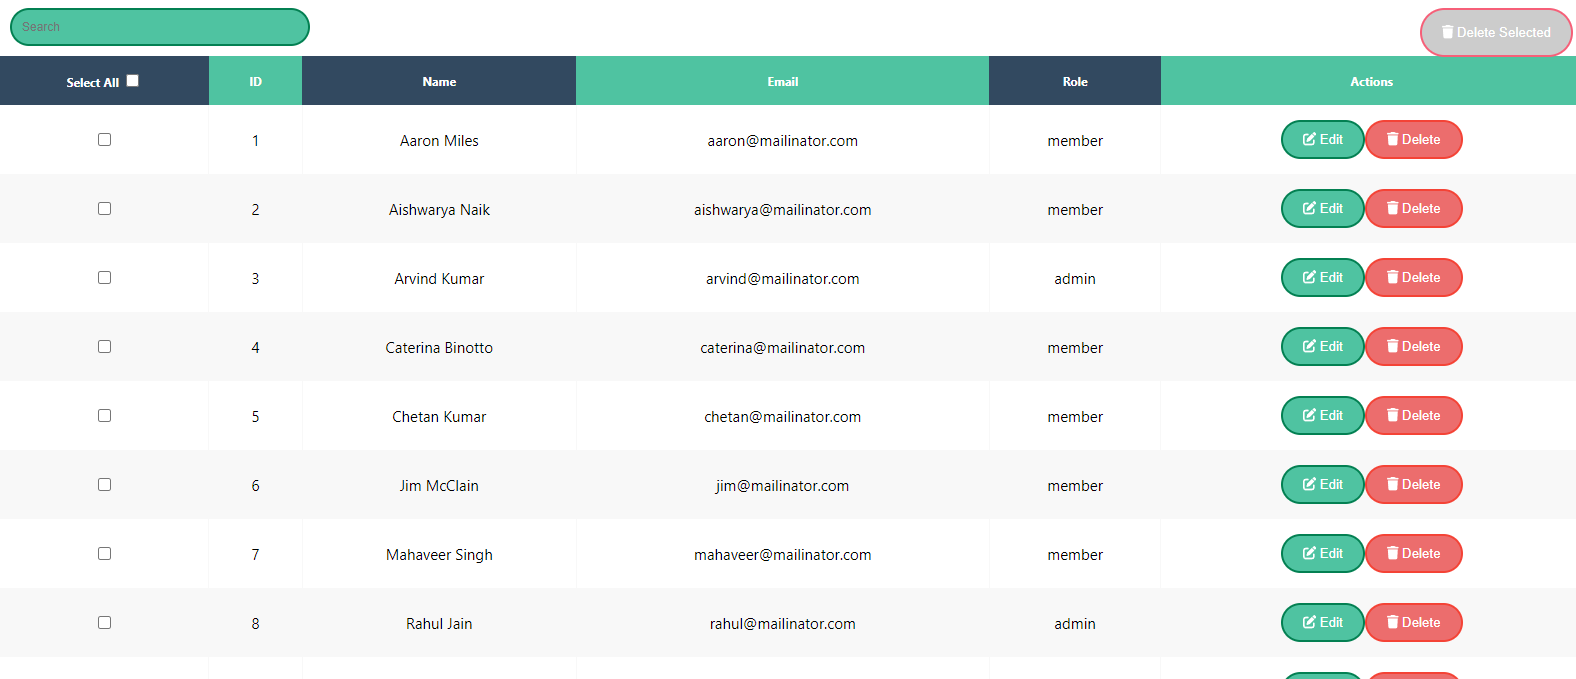 Search
Delete Selected
Select All ID Name Email Role Actions
1 Aaron Miles aaron@mailinator.com member Edit Delete
2 Aishwarya Naik aishwarya@mailinator.com member Edit Delete
3 Arvind Kumar arvind@mailinator.com admin Edit Delete
4 Caterina Binotto caterina@mailinator.com member Edit Delete
5 Chetan Kumar chetan@mailinator.com member Edit Delete
6 Jim McClain jim@mailinator.com member Edit Delete
7 Mahaveer Singh mahaveer@mailinator.com member Edit Delete
8 Rahul Jain rahul@mailinator.com admin Edit Delete